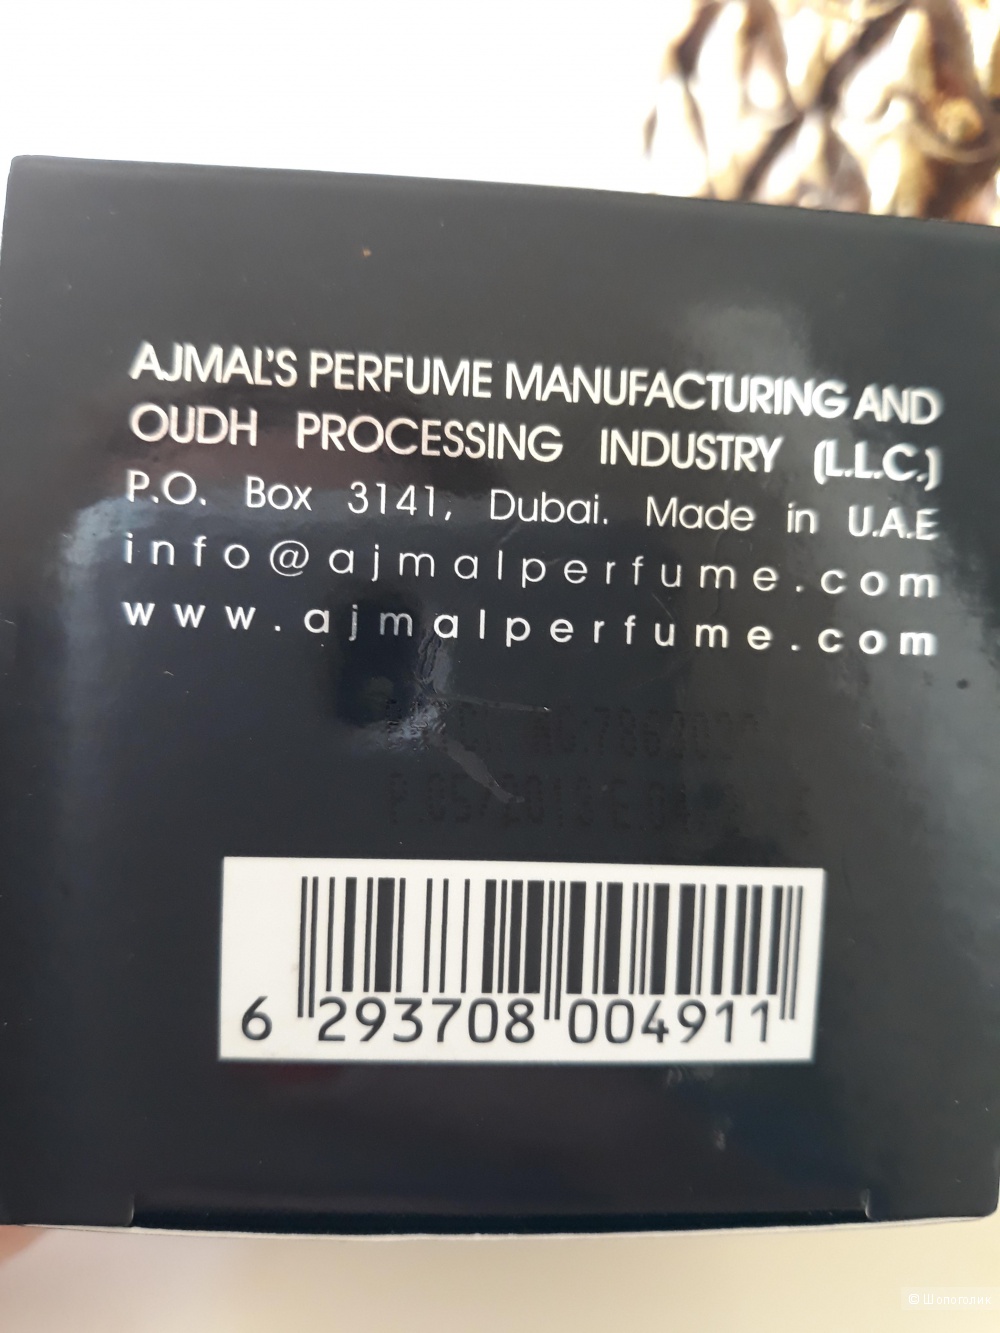 AJMAL'S PERFUME MANUFACTURING AND
OUDH PROCESSING INDUSTRY (L.L.C.)
P.O. Box 3141, Dubai. Made in U.A.E
info@ajmalperfume.com
www.ajmalperfume.com
6 293708 004911
© Шопоголик